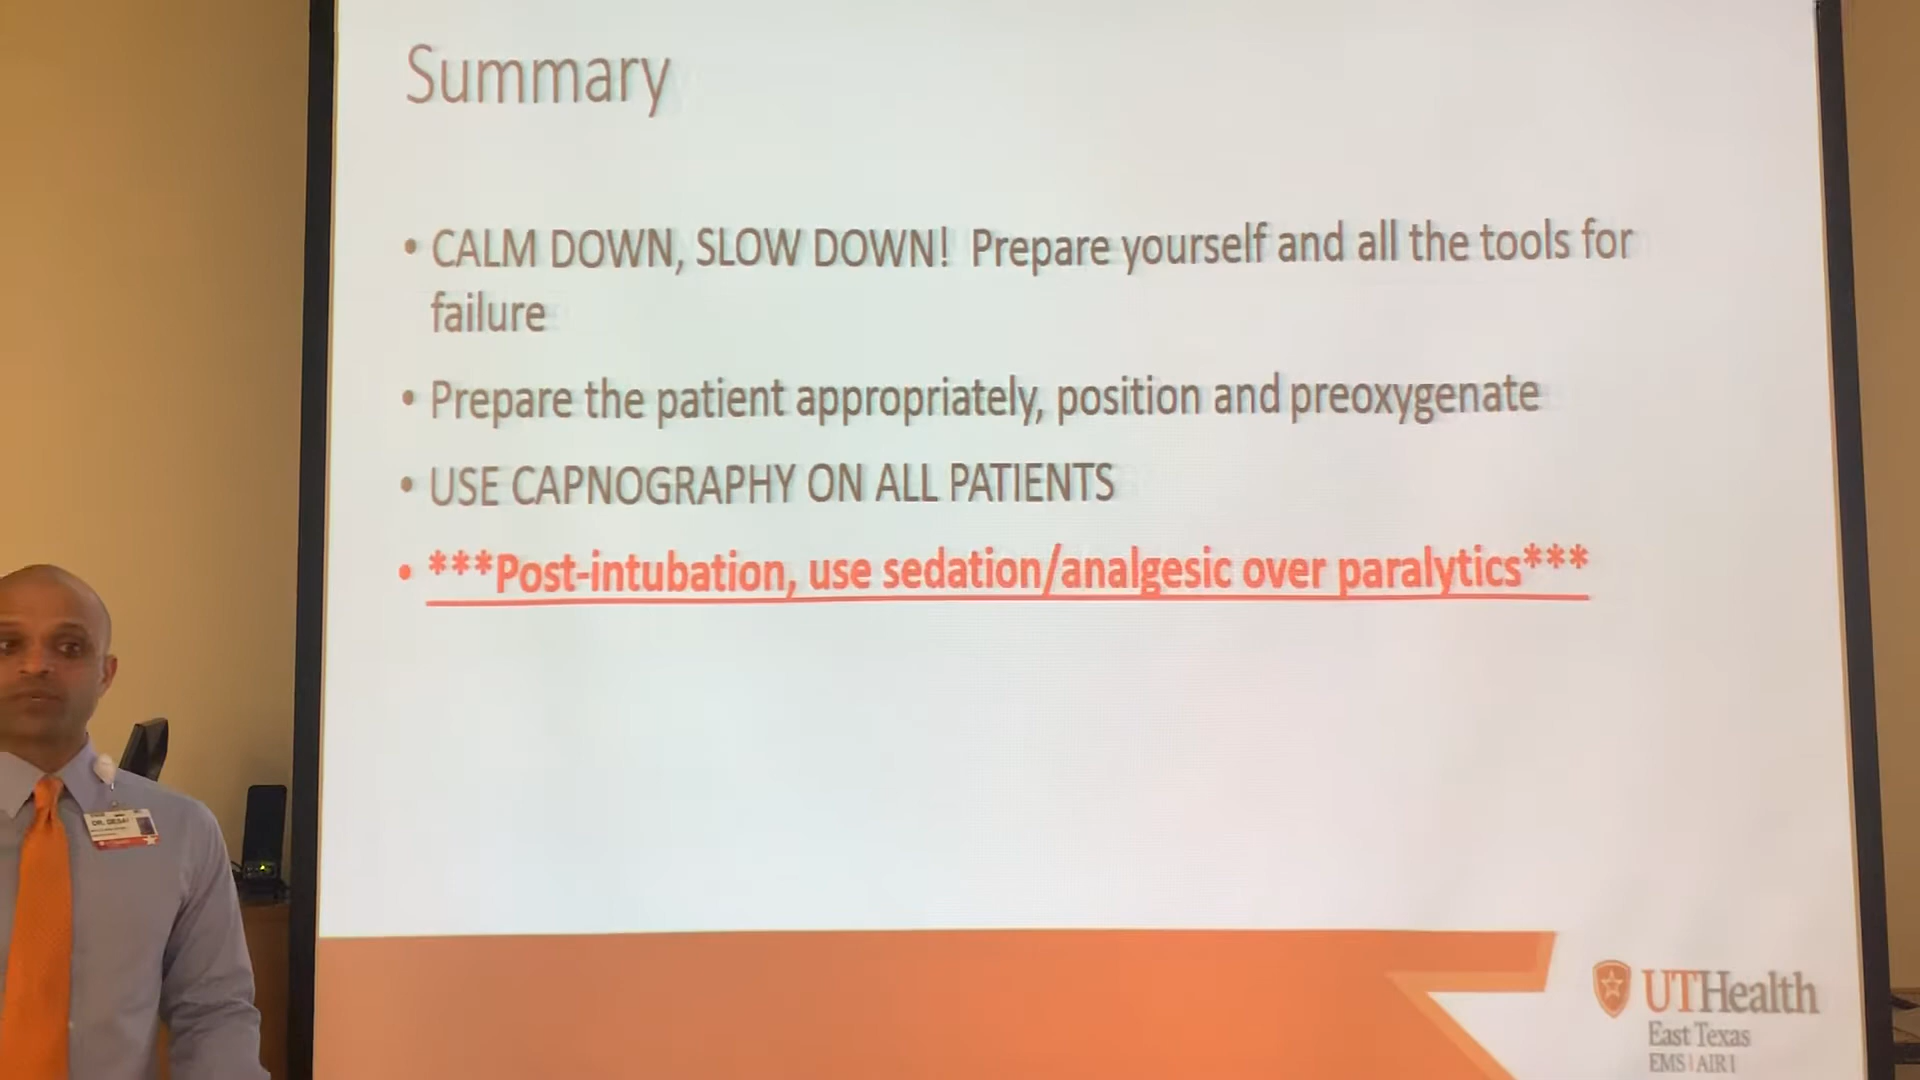 Summary
• CALM DOWN, SLOW DOWN! Prepare yourself and all the tools for
failure
• Prepare the patient appropriately, position and preoxygenate
• USE CAPNOGRAPHY ON ALL PATIENTS
• ***Post-intubation, use sedation/analgesic over paralytics***
DR. DESAI
UTHealth
East Texas
EMS | AIR 1